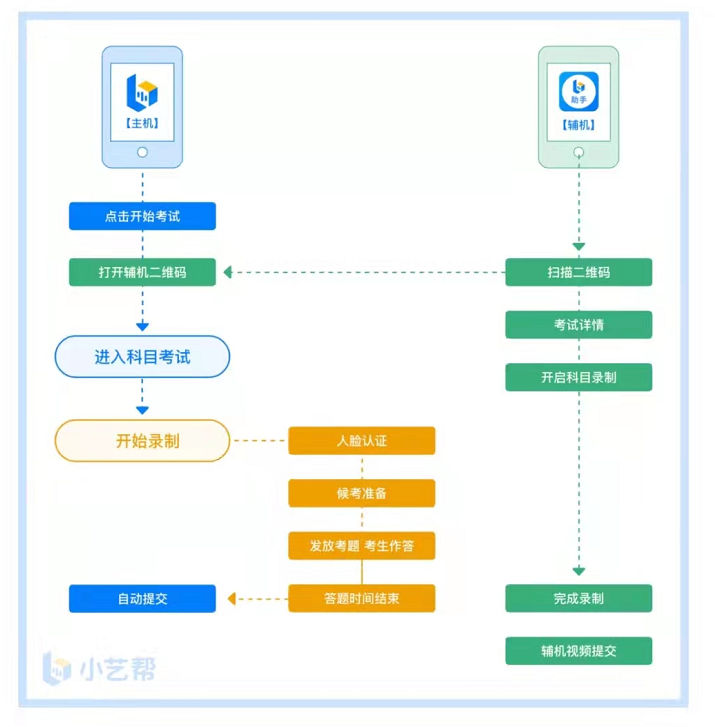 【主机】
助手
【辅机】
点击开始考试
打开辅机二维码
扫描二维码
考试详情
进入科目考试
开启科目录制
开始录制
人脸认证
候考准备
发放考题 考生作答
自动提交
答题时间结束
完成录制
辅机视频提交
小艺帮